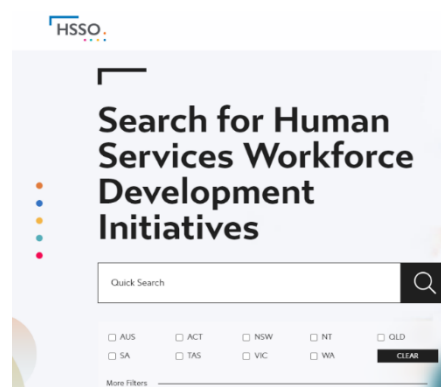 HSSO.
Search for Human
Services Workforce
Development
Initiatives
Quick Search
AUS ACT NSW NT QLD
SA TAS VIC WA CLEAR
More Filters